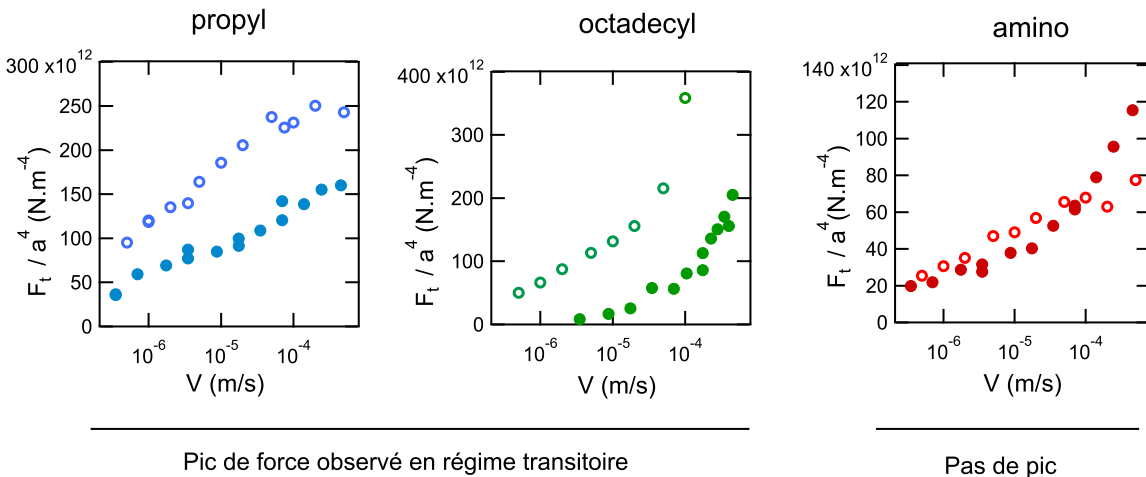 propyl
octadecyl
amino
300 x10¹²
250
200
150
100
50
0
F_t / a⁴ (N.m⁻⁴)
10⁻⁶
10⁻⁵
10⁻⁴
V (m/s)
400 x10¹²
300
200
100
0
F_t / a⁴ (N.m⁻⁴)
10⁻⁶
10⁻⁵
10⁻⁴
V (m/s)
140 x10¹²
120
100
80
60
40
20
0
F_t / a⁴ (N.m⁻⁴)
10⁻⁶
10⁻⁵
10⁻⁴
V (m/s)
Pic de force observé en régime transitoire
Pas de pic